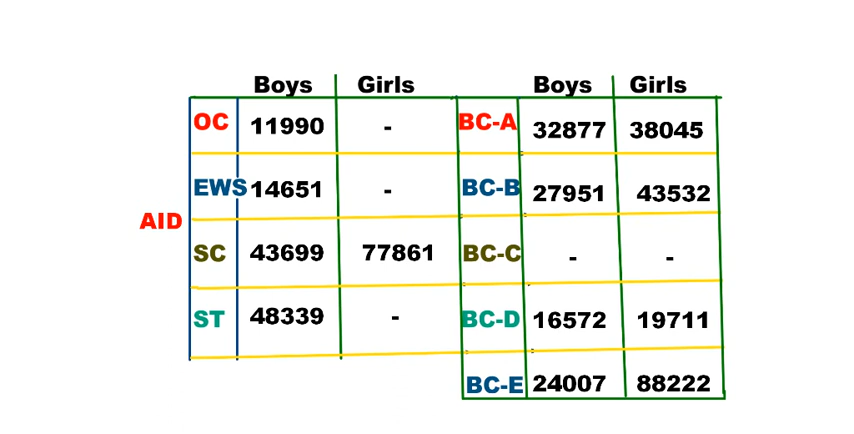 Boys Girls Boys Girls
OC 11990 - BC-A 32877 38045
EWS 14651 - BC-B 27951 43532
AID
SC 43699 77861 BC-C - -
ST 48339 - BC-D 16572 19711
BC-E 24007 88222